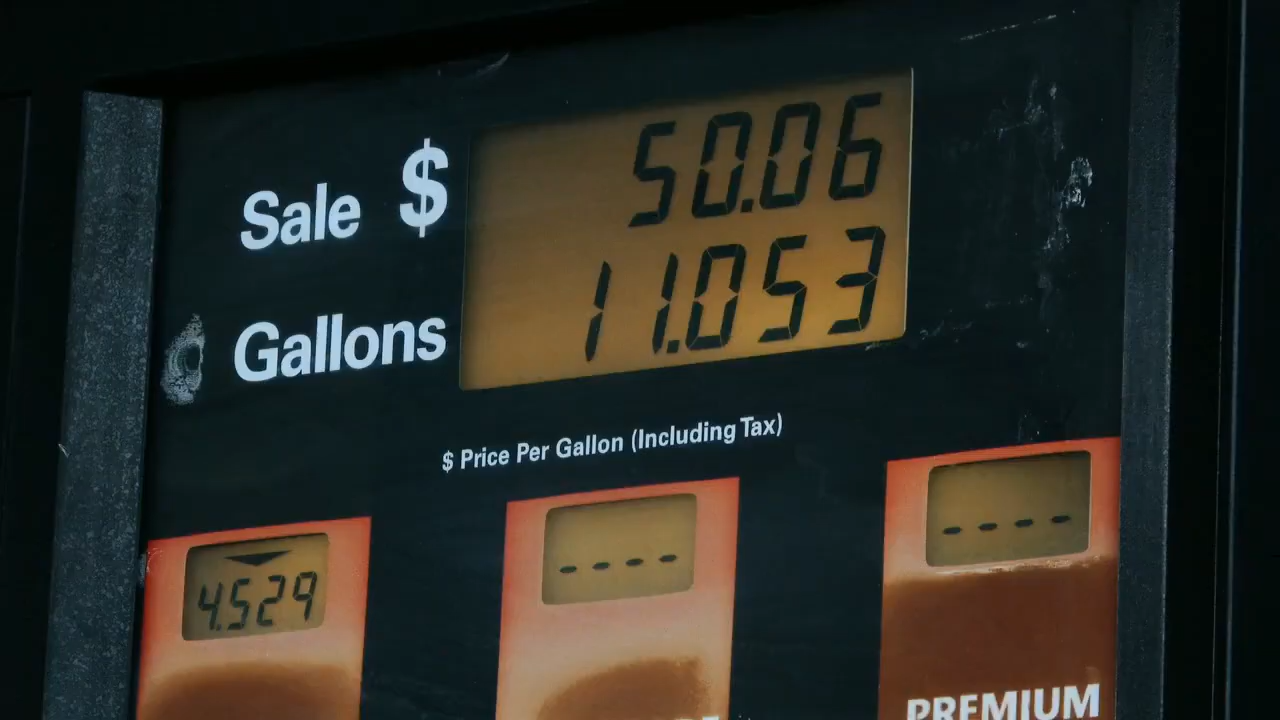 Sale $ 50.06
Gallons 11.053
$ Price Per Gallon (Including Tax)
4.529 ---- ----
PREMIUM